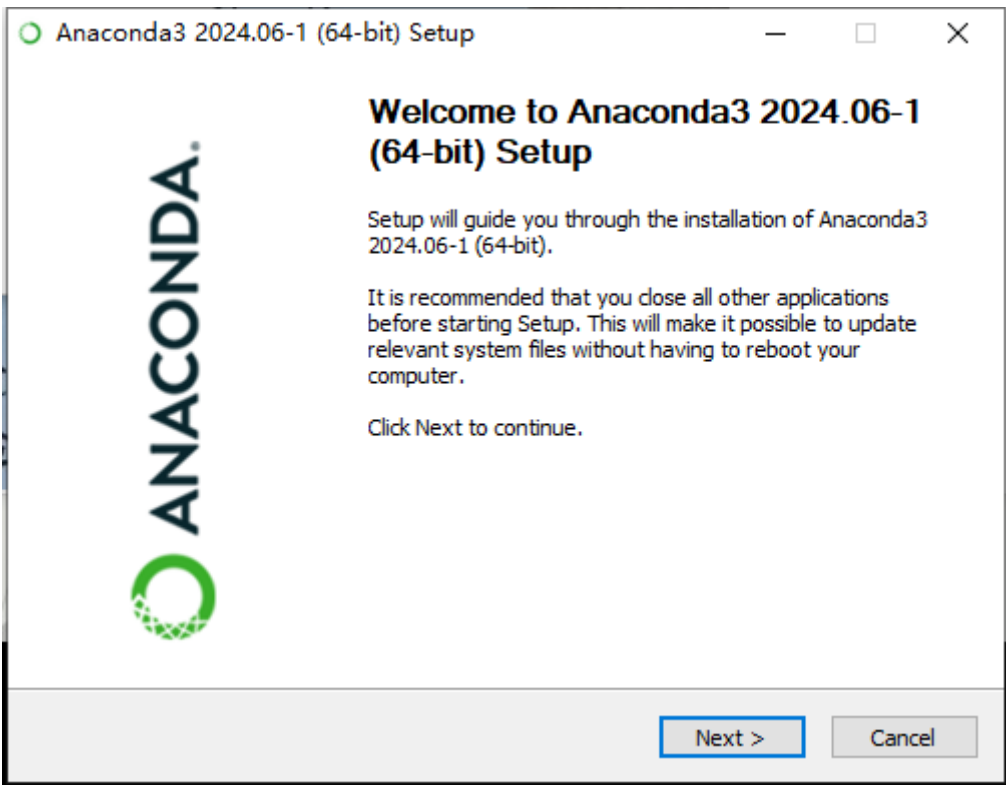 Anaconda3 2024.06-1 (64-bit) Setup
Welcome to Anaconda3 2024.06-1
(64-bit) Setup
ANACONDA.
Setup will guide you through the installation of Anaconda3
2024.06-1 (64-bit).
It is recommended that you close all other applications
before starting Setup. This will make it possible to update
relevant system files without having to reboot your
computer.
Click Next to continue.
Next >
Cancel